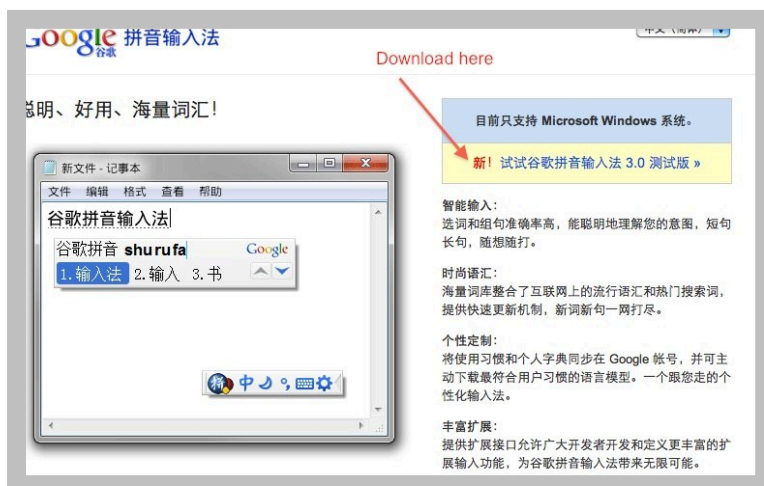 Google 谷歌 拼音输入法
中文 (简体)
Download here
聪明、好用、海量词汇!
目前只支持 Microsoft Windows 系统。
新! 试试谷歌拼音输入法 3.0 测试版 »
新文件 - 记事本
文件 编辑 格式 查看 帮助
谷歌拼音输入法
谷歌拼音 shurufa Google
1.输入法 2.输入 3.书
拼 中
智能输入:
选词和组句准确率高,能聪明地理解您的意图,短句
长句,随想随打。
时尚语汇:
海量词库整合了互联网上的流行语汇和热门搜索词,
提供快速更新机制,新词新句一网打尽。
个性定制:
将使用习惯和个人字典同步在 Google 帐号,并可主
动下载最符合用户习惯的语言模型。一个跟您走的个
性化输入法。
丰富扩展:
提供扩展接口允许广大开发者开发和定义更丰富的扩
展输入功能,为谷歌拼音输入法带来无限可能。